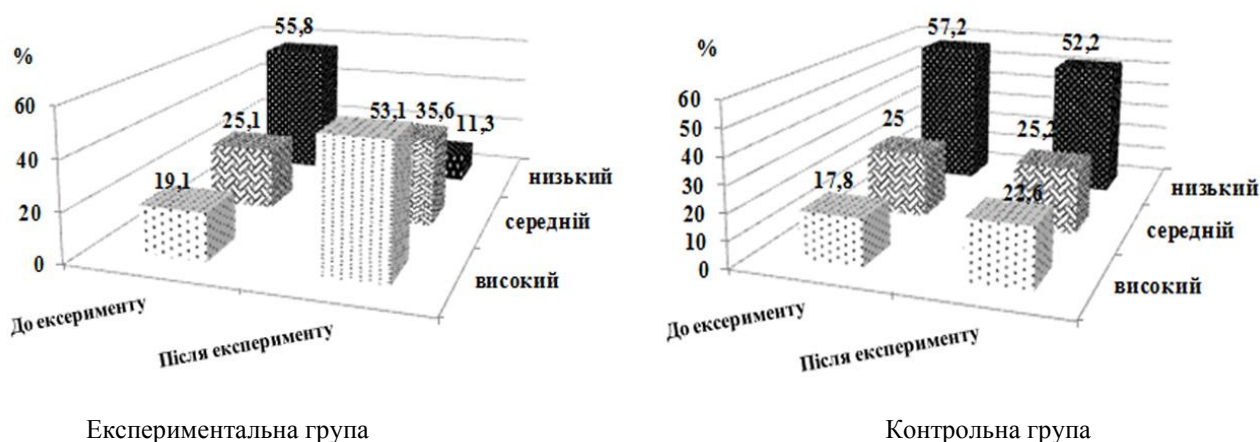 %
60
40
20
0
55,8
25,1
19,1
53,1
35,6
11,3
низький
середній
високий
До ексерименту
Після експерименту
Експериментальна група
%
60
50
40
30
20
10
0
57,2
52,2
25
25,2
17,8
22,6
низький
середній
високий
До ексерименту
Після експерименту
Контрольна група